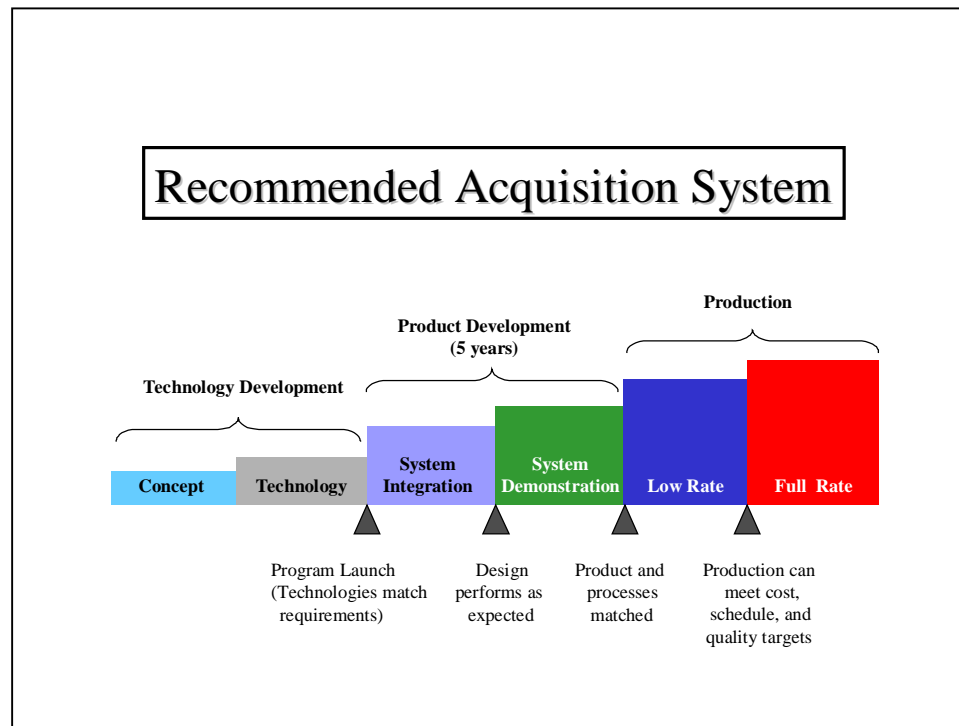 Recommended Acquisition System
Production
Product Development
(5 years)
Technology Development
Concept
Technology
System
Integration
System
Demonstration
Low Rate
Full Rate
Program Launch
(Technologies match
requirements)
Design
performs as
expected
Product and
processes
matched
Production can
meet cost,
schedule, and
quality targets